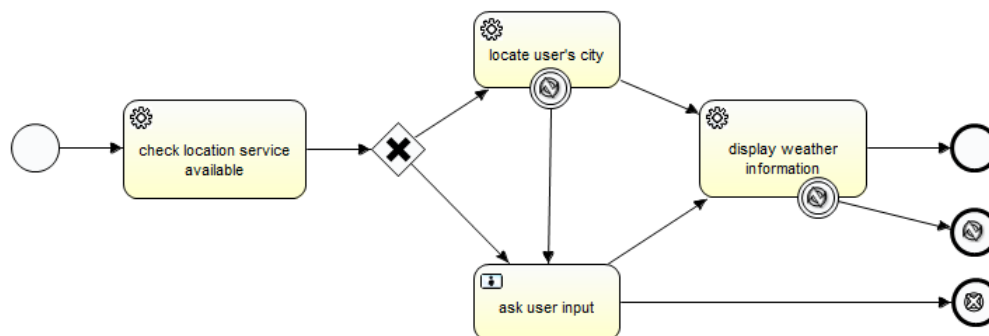 locate user's city
check location service
available
display weather
information
ask user input